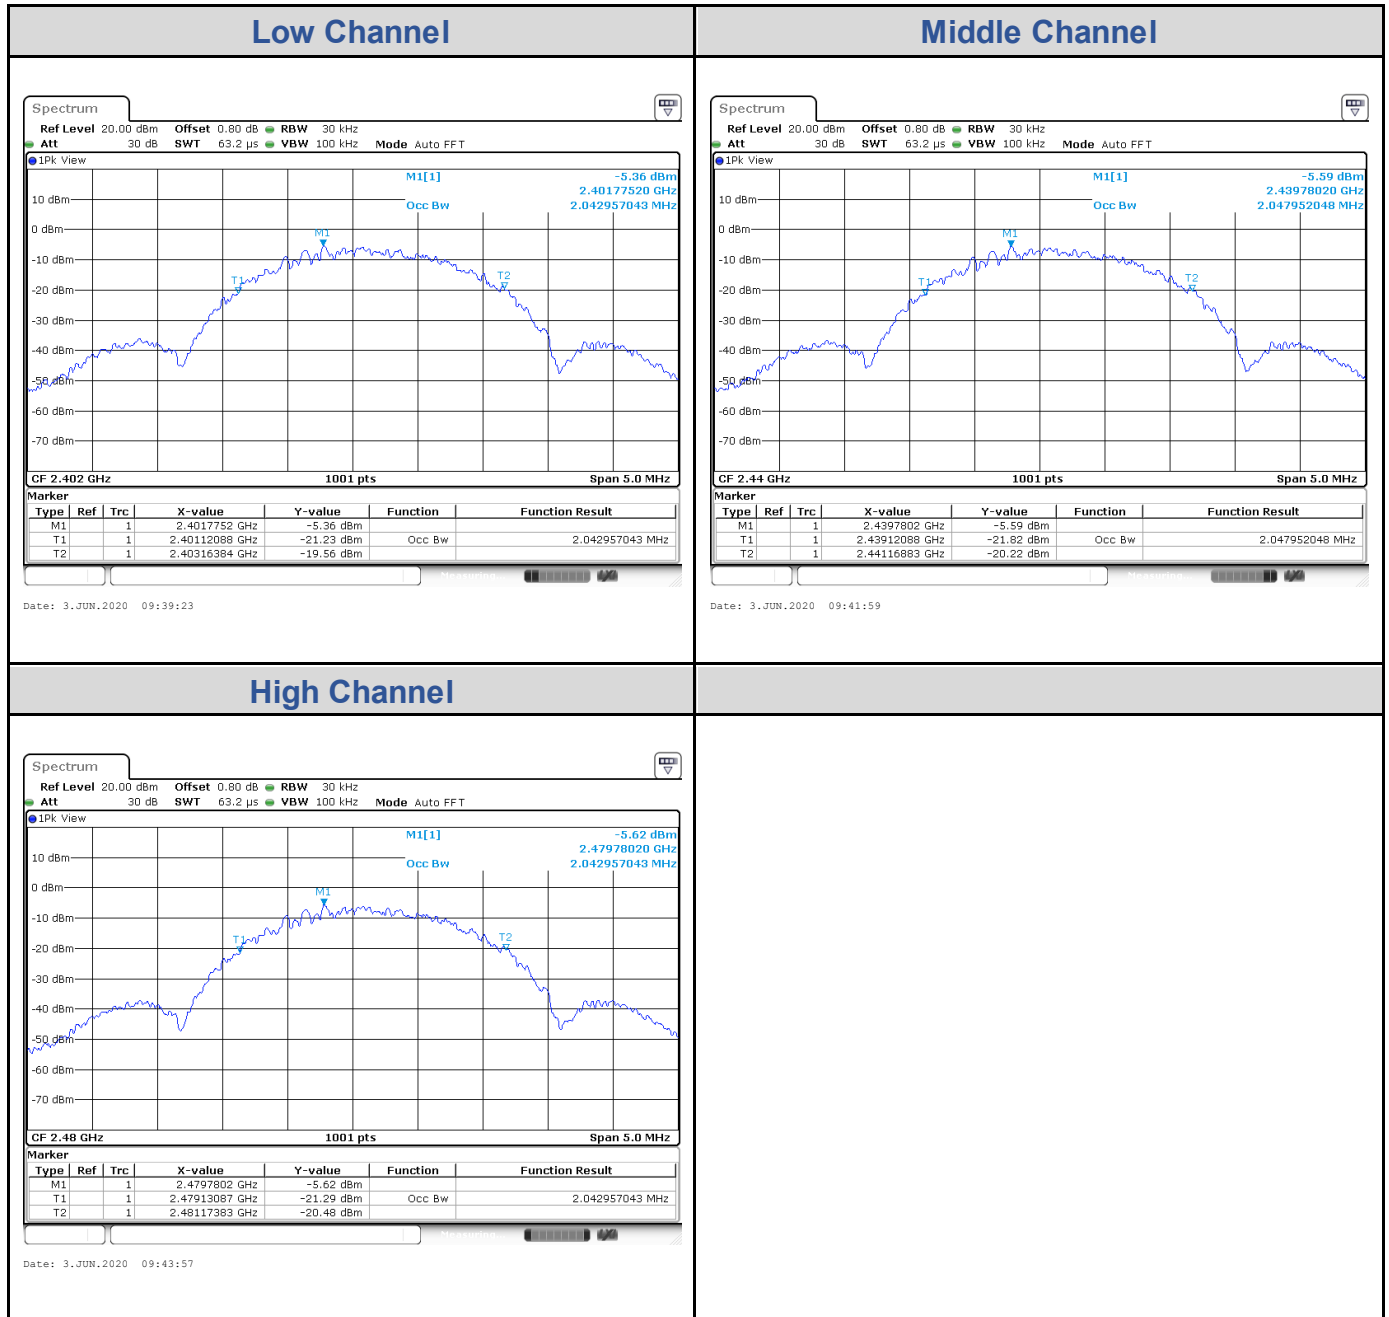 Low Channel
Middle Channel
Spectrum
Ref Level 20.00 dBm Offset 0.80 dB RBW 30 kHz
Att 30 dB SWT 63.2 µs VBW 100 kHz Mode Auto FFT
1Pk View
M1[1] -5.36 dBm
2.40177520 GHz
Occ Bw 2.042957043 MHz
10 dBm
0 dBm
M1
-10 dBm
T1
T2
-20 dBm
-30 dBm
-40 dBm
-50 dBm
-60 dBm
-70 dBm
CF 2.402 GHz 1001 pts Span 5.0 MHz
Marker
Type Ref Trc X-value Y-value Function Function Result
M1 1 2.4017752 GHz -5.36 dBm
T1 1 2.40112088 GHz -21.23 dBm Occ Bw 2.042957043 MHz
T2 1 2.40316384 GHz -19.56 dBm
Measuring...
Date: 3.JUN.2020 09:39:23
Spectrum
Ref Level 20.00 dBm Offset 0.80 dB RBW 30 kHz
Att 30 dB SWT 63.2 µs VBW 100 kHz Mode Auto FFT
1Pk View
M1[1] -5.59 dBm
2.43978020 GHz
Occ Bw 2.047952048 MHz
10 dBm
0 dBm
M1
-10 dBm
T1
T2
-20 dBm
-30 dBm
-40 dBm
-50 dBm
-60 dBm
-70 dBm
CF 2.44 GHz 1001 pts Span 5.0 MHz
Marker
Type Ref Trc X-value Y-value Function Function Result
M1 1 2.4397802 GHz -5.59 dBm
T1 1 2.43912088 GHz -21.82 dBm Occ Bw 2.047952048 MHz
T2 1 2.44116883 GHz -20.22 dBm
Measuring...
Date: 3.JUN.2020 09:41:59
High Channel
Spectrum
Ref Level 20.00 dBm Offset 0.80 dB RBW 30 kHz
Att 30 dB SWT 63.2 µs VBW 100 kHz Mode Auto FFT
1Pk View
M1[1] -5.62 dBm
2.47978020 GHz
Occ Bw 2.042957043 MHz
10 dBm
0 dBm
M1
-10 dBm
T1
T2
-20 dBm
-30 dBm
-40 dBm
-50 dBm
-60 dBm
-70 dBm
CF 2.48 GHz 1001 pts Span 5.0 MHz
Marker
Type Ref Trc X-value Y-value Function Function Result
M1 1 2.4797802 GHz -5.62 dBm
T1 1 2.47913087 GHz -21.29 dBm Occ Bw 2.042957043 MHz
T2 1 2.48117383 GHz -20.48 dBm
Measuring...
Date: 3.JUN.2020 09:43:57